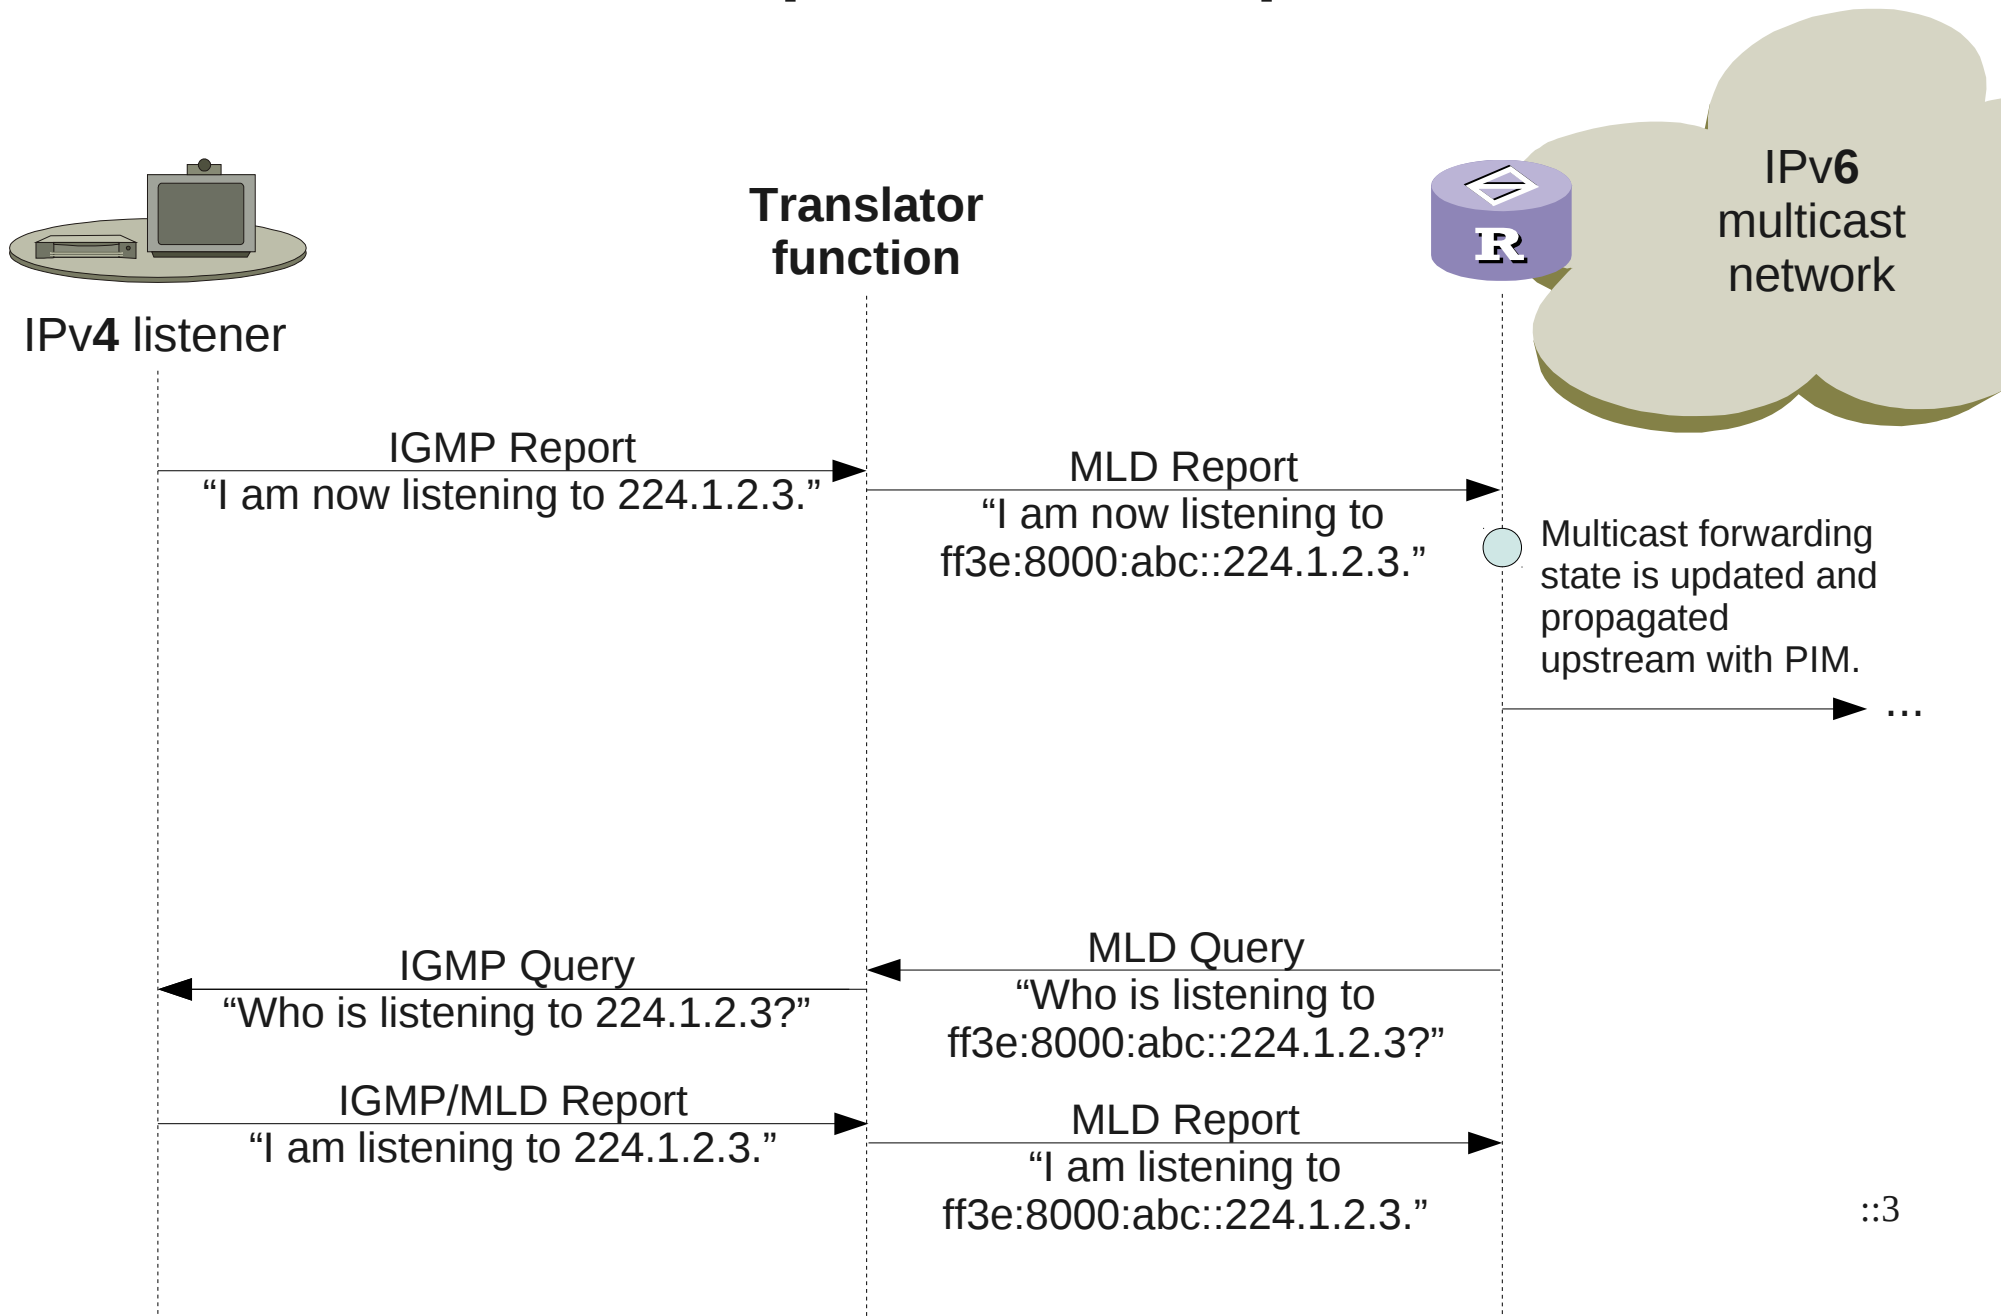 Translator
function
IPv6
multicast
network
R
IPv4 listener
IGMP Report
“I am now listening to 224.1.2.3.”
MLD Report
“I am now listening to
ff3e:8000:abc::224.1.2.3.”
Multicast forwarding
state is updated and
propagated
upstream with PIM.
...
MLD Query
“Who is listening to
ff3e:8000:abc::224.1.2.3?”
IGMP Query
“Who is listening to 224.1.2.3?”
IGMP/MLD Report
“I am listening to 224.1.2.3.”
MLD Report
“I am listening to
ff3e:8000:abc::224.1.2.3.”
::3